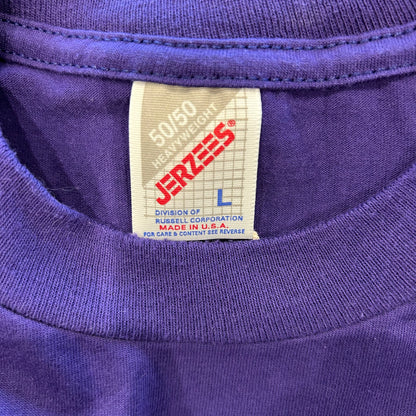 50/50
HEAVYWEIGHT
JERZEES®
L
DIVISION OF
RUSSELL CORPORATION
MADE IN U.S.A.
FOR CARE & CONTENT SEE REVERSE